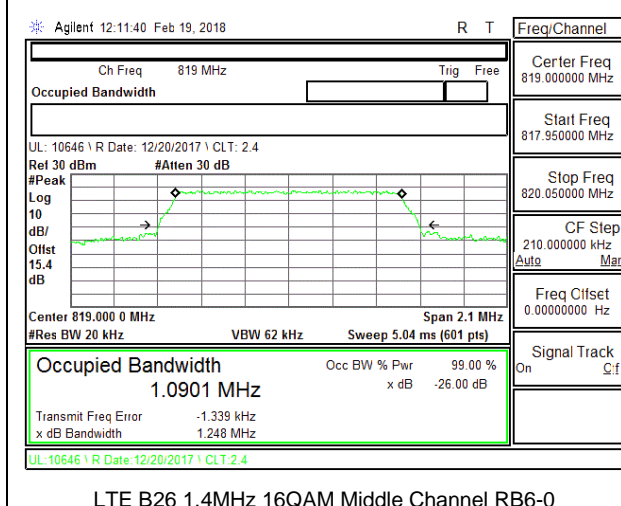 Agilent 12:11:40 Feb 19, 2018 R T
Freq/Channel
Ch Freq 819 MHz Trig Free
Occupied Bandwidth
Center Freq
819.000000 MHz
Start Freq
817.950000 MHz
UL: 10646 \ R Date: 12/20/2017 \ CLT: 2.4
Ref 30 dBm #Atten 30 dB
#Peak
Log
10
dB/
Offst
15.4
dB
Stop Freq
820.050000 MHz
CF Step
210.000000 kHz
Auto Man
Freq Offset
0.00000000 Hz
Center 819.000 0 MHz Span 2.1 MHz
#Res BW 20 kHz VBW 62 kHz Sweep 5.04 ms (601 pts)
Signal Track
On
Occupied Bandwidth Occ BW % Pwr 99.00 %
1.0901 MHz x dB -26.00 dB
Transmit Freq Error -1.339 kHz
x dB Bandwidth 1.248 MHz
UL:10646 \ R Date:12/20/2017 \ CLT:2.4
LTE B26 1.4MHz 16QAM Middle Channel RB6-0